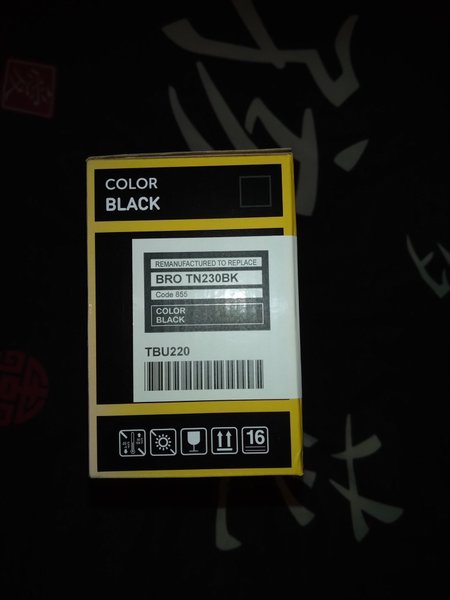 COLOR
BLACK
REMANUFACTURED TO REPLACE
BRO TN230BK
Code 855
COLOR
BLACK
TBU220
16